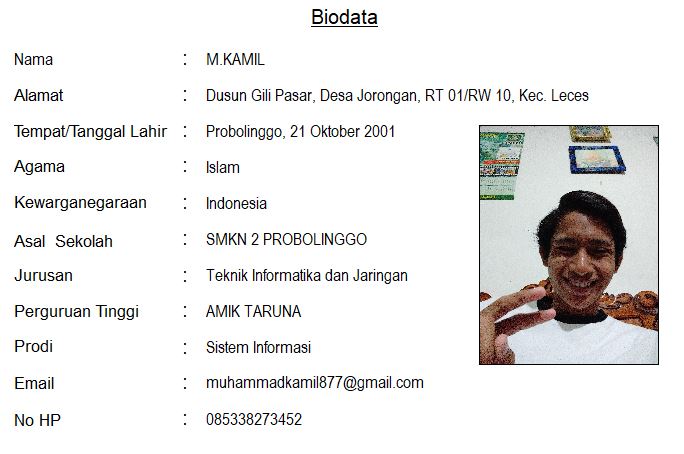 Biodata
Nama : M.KAMIL
Alamat : Dusun Gili Pasar, Desa Jorongan, RT 01/RW 10, Kec. Leces
Tempat/Tanggal Lahir : Probolinggo, 21 Oktober 2001
Agama : Islam
Kewarganegaraan : Indonesia
Asal Sekolah : SMKN 2 PROBOLINGGO
Jurusan : Teknik Informatika dan Jaringan
Perguruan Tinggi : AMIK TARUNA
Prodi : Sistem Informasi
Email : muhammadkamil877@gmail.com
No HP : 085338273452